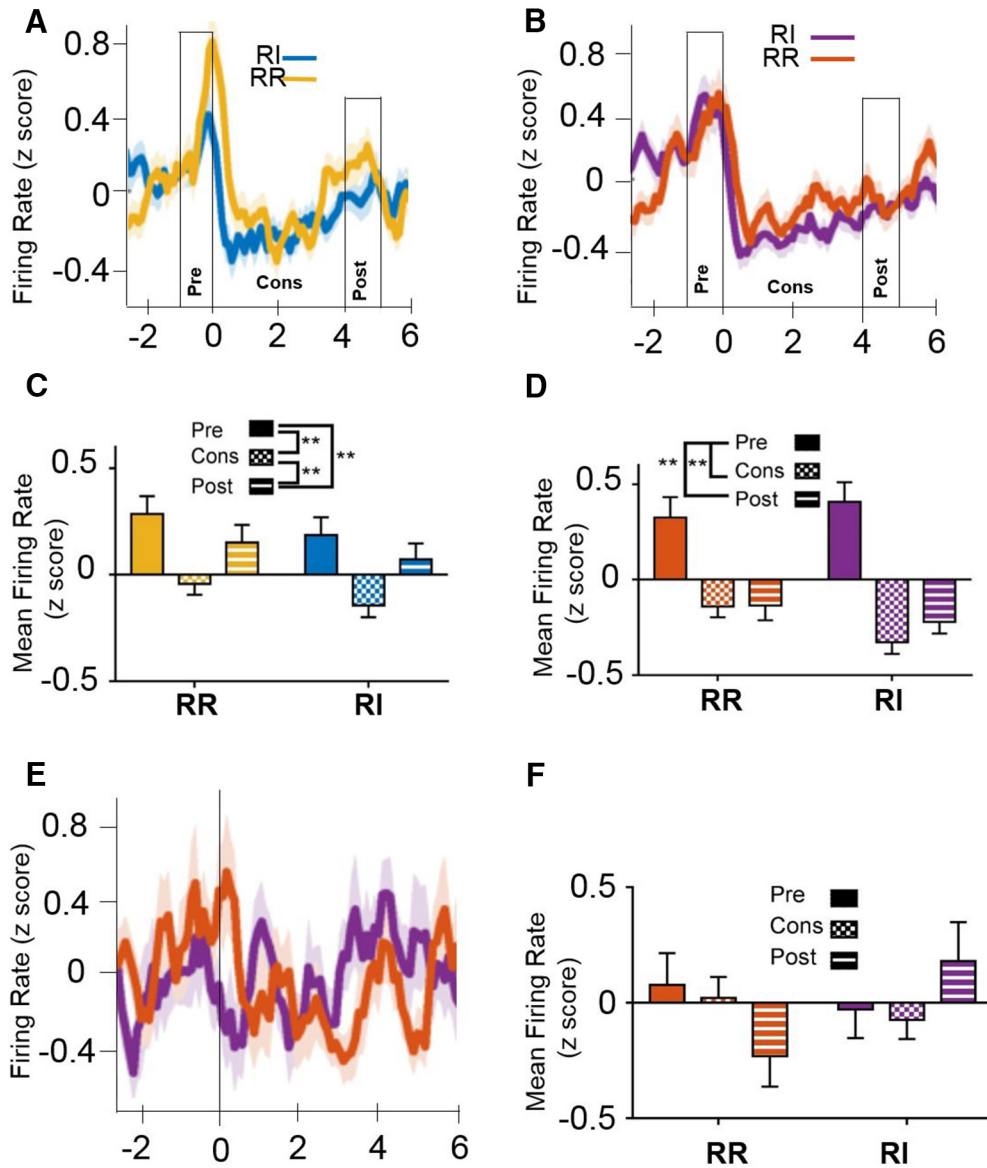 A
Firing Rate (z score)
0.8
0.4
0
-0.4
RI
RR
Pre
Cons
Post
-2 0 2 4 6
B
Firing Rate (z score)
0.8
0.4
0
-0.4
RI
RR
Pre
Cons
Post
-2 0 2 4 6
C
Mean Firing Rate
(z score)
0.5
0
-0.5
Pre
Cons
Post
**
**
**
RR RI
D
Mean Firing Rate
(z score)
0.5
0
-0.5
** **
Pre
Cons
Post
RR RI
E
Firing Rate (z score)
0.8
0.4
0
-0.4
-2 0 2 4 6
F
Mean Firing Rate
(z score)
0.5
0
-0.5
Pre
Cons
Post
RR RI